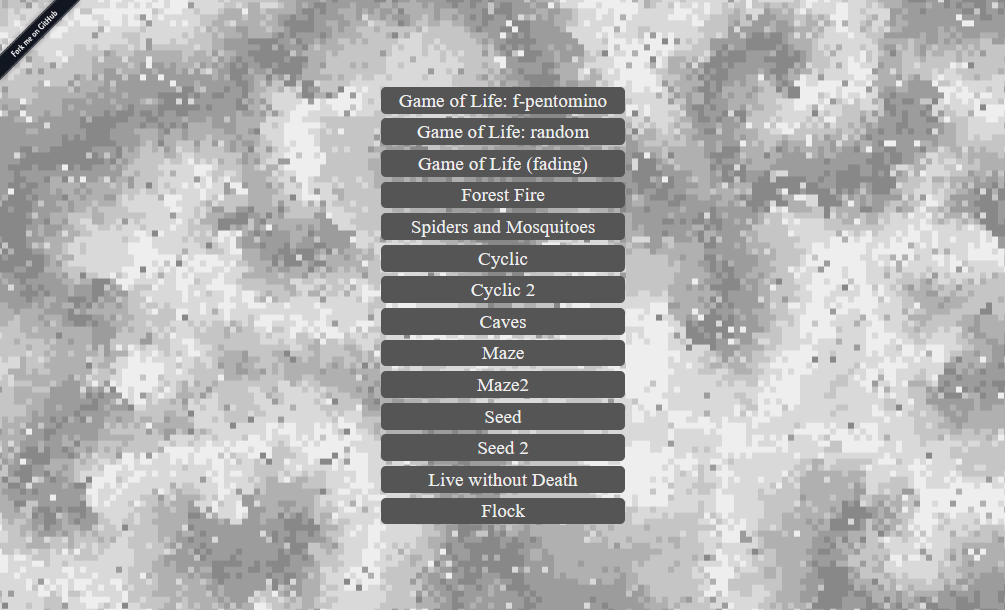 Fork me on GitHub
Game of Life: f-pentomino
Game of Life: random
Game of Life (fading)
Forest Fire
Spiders and Mosquitoes
Cyclic
Cyclic 2
Caves
Maze
Maze2
Seed
Seed 2
Live without Death
Flock